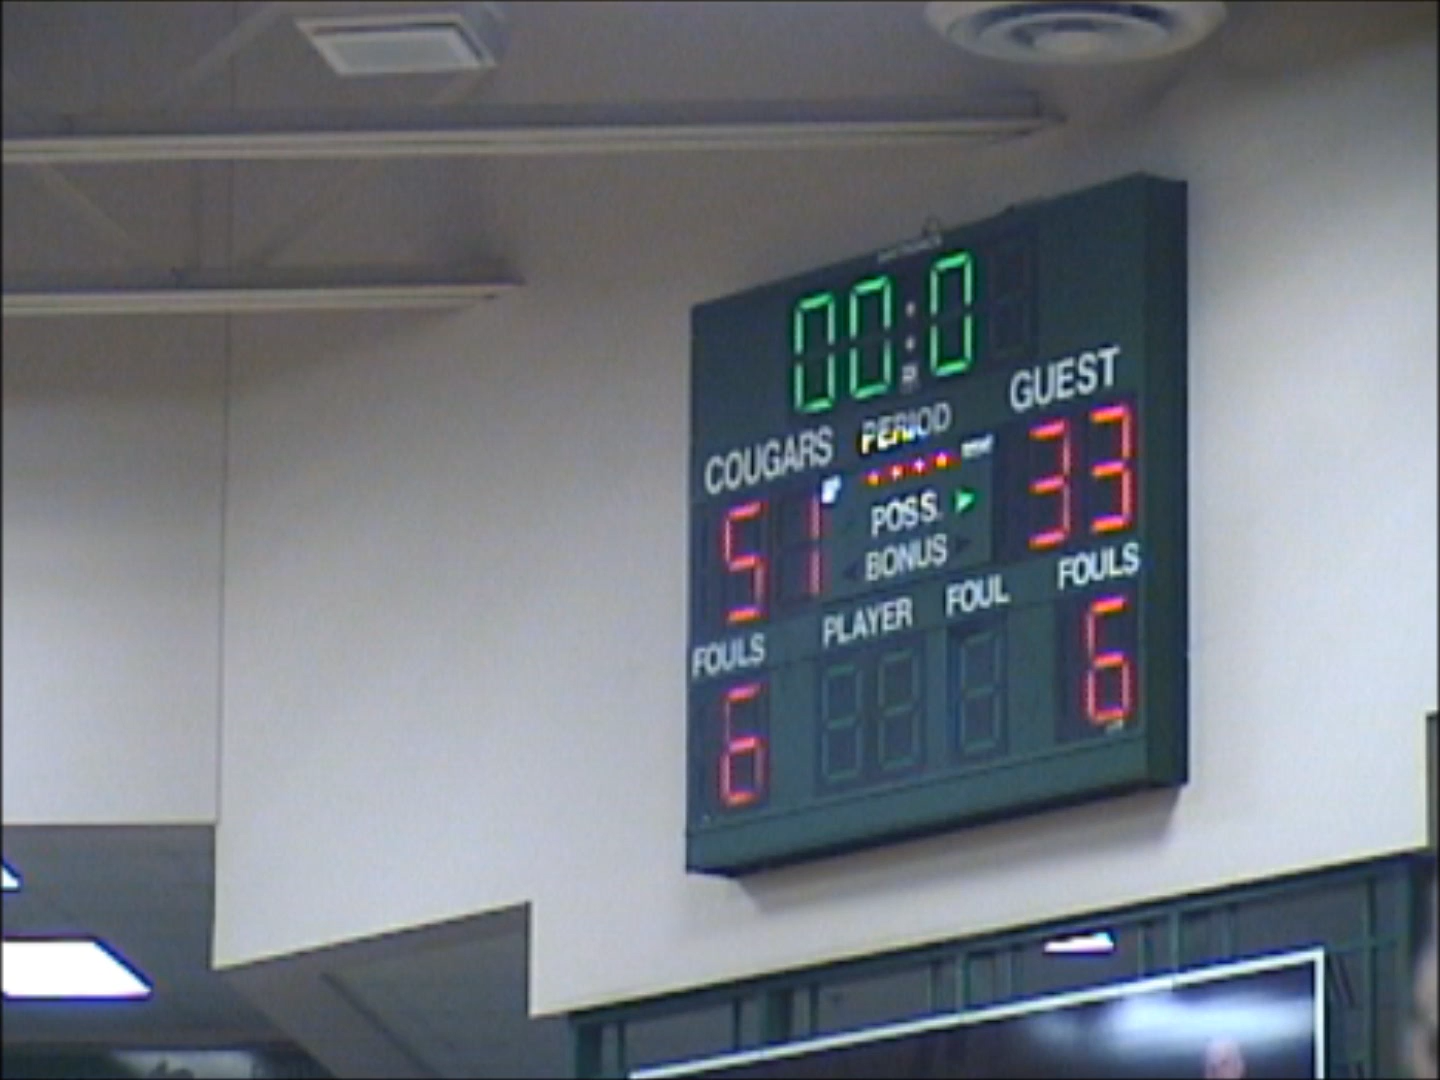 00:0
GUEST
COUGARS PERIOD
51 33
POSS.
BONUS
FOULS PLAYER FOUL FOULS
6 6